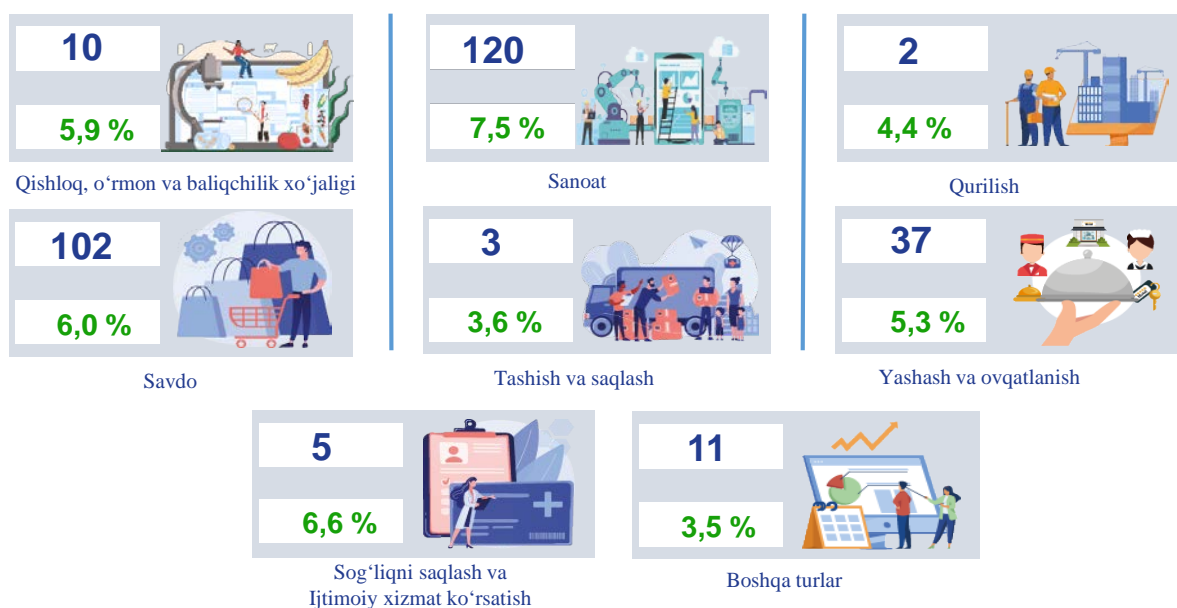 10
5,9 %
Qishloq, o‘rmon va baliqchilik xo‘jaligi
120
7,5 %
Sanoat
2
4,4 %
Qurilish
102
6,0 %
Savdo
3
3,6 %
Tashish va saqlash
37
5,3 %
Yashash va ovqatlanish
5
6,6 %
Sog‘liqni saqlash va
Ijtimoiy xizmat ko‘rsatish
11
3,5 %
Boshqa turlar